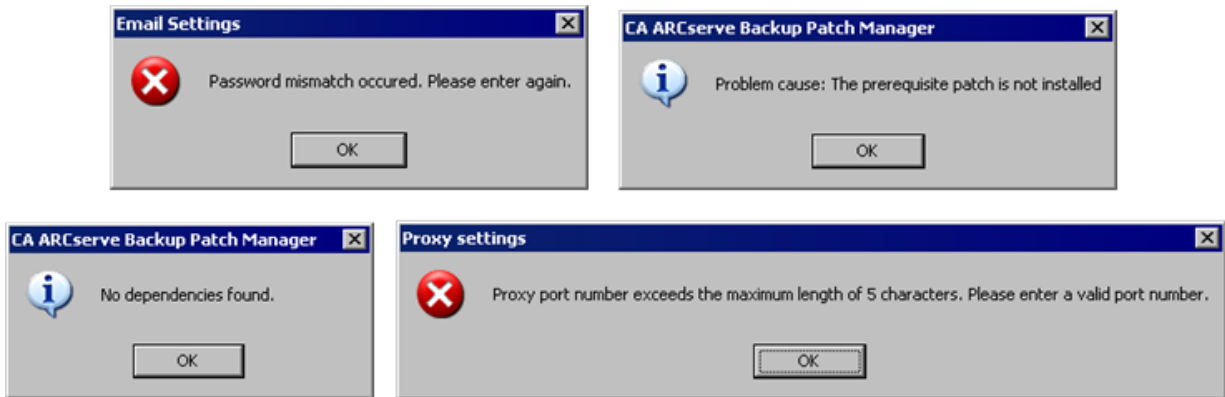 Email Settings
Password mismatch occured. Please enter again.
OK
CA ARCserve Backup Patch Manager
Problem cause: The prerequisite patch is not installed
OK
CA ARCserve Backup Patch Manager
No dependencies found.
OK
Proxy settings
Proxy port number exceeds the maximum length of 5 characters. Please enter a valid port number.
OK